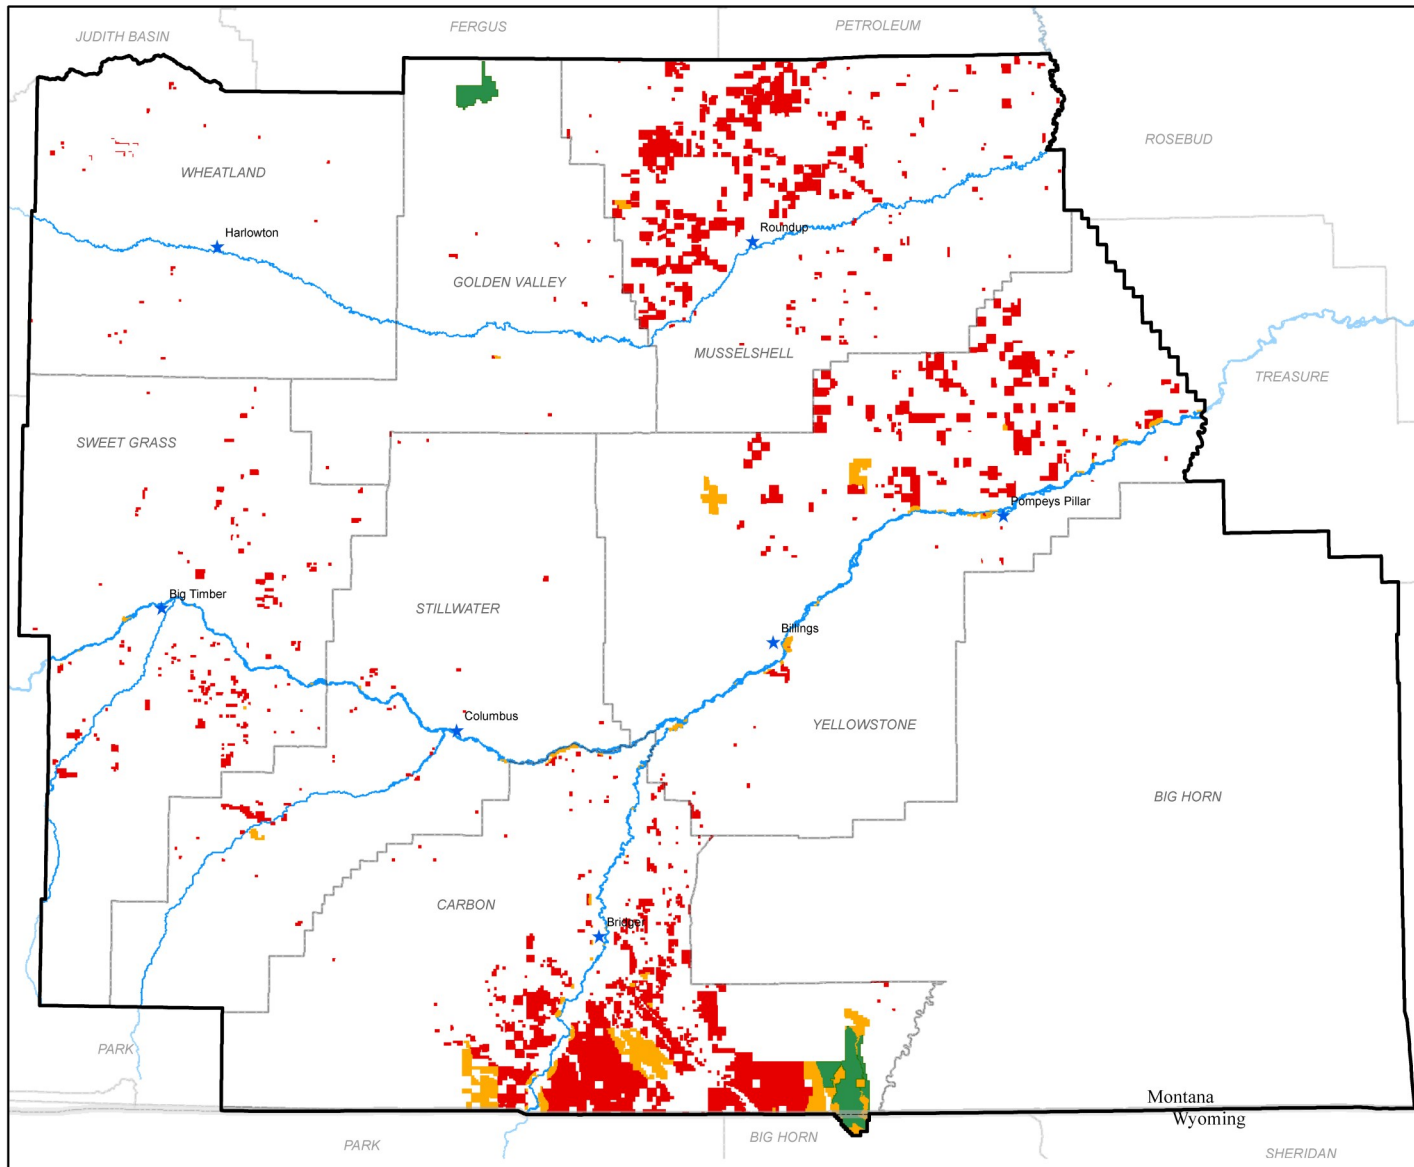 FERGUS
PETROLEUM
JUDITH BASIN
ROSEBUD
WHEATLAND
Harlowton
Roundup
GOLDEN VALLEY
MUSSELSHELL
TREASURE
SWEET GRASS
Pompeys Pillar
Big Timber
STILLWATER
Billings
Columbus
YELLOWSTONE
BIG HORN
CARBON
Bridger
PARK
Montana
Wyoming
BIG HORN
PARK
SHERIDAN